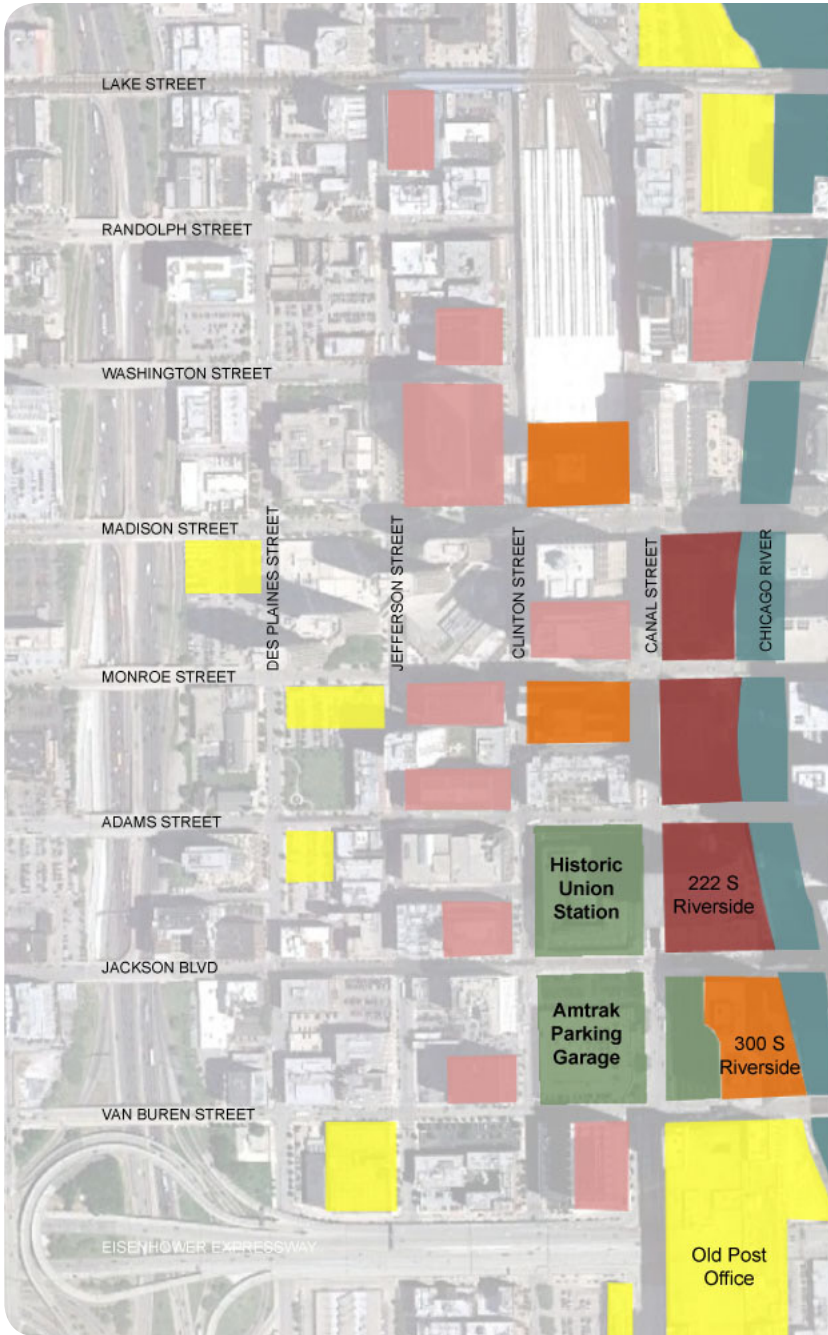 LAKE STREET
RANDOLPH STREET
WASHINGTON STREET
MADISON STREET
DES PLAINES STREET
JEFFERSON STREET
CLINTON STREET
CANAL STREET
CHICAGO RIVER
MONROE STREET
ADAMS STREET
Historic
Union
Station
222 S
Riverside
JACKSON BLVD
Amtrak
Parking
Garage
300 S
Riverside
VAN BUREN STREET
EISENHOWER EXPRESSWAY
Old Post
Office